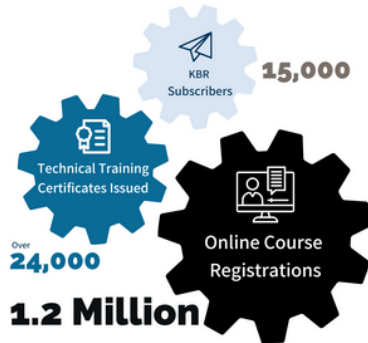 KBR
Subscribers
15,000
Technical Training
Certificates Issued
Over
24,000
Online Course
Registrations
1.2 Million